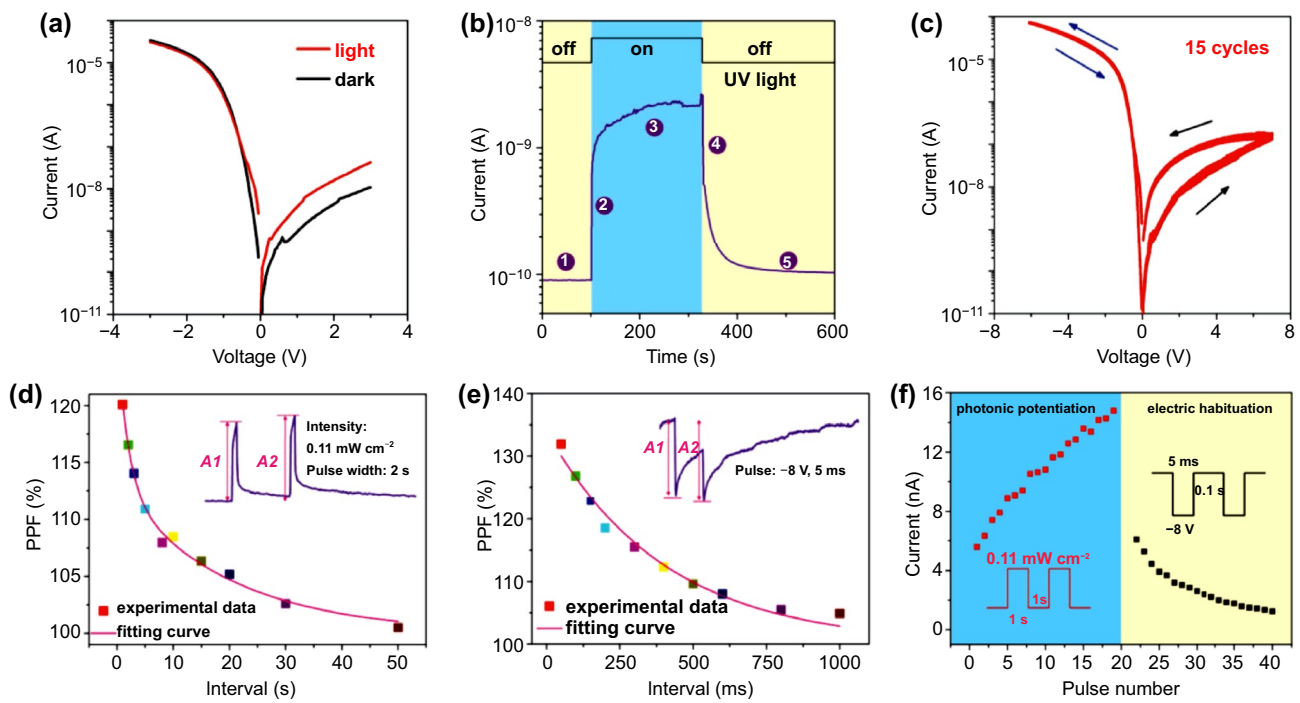 (a)
light
dark
10⁻⁵
10⁻⁸
10⁻¹¹
Current (A)
−4
−2
0
2
4
Voltage (V)
(b)
off
on
off
UV light
1
2
3
4
5
10⁻⁸
10⁻⁹
10⁻¹⁰
Current (A)
0
200
400
600
Time (s)
(c)
15 cycles
10⁻⁵
10⁻⁸
10⁻¹¹
Current (A)
−8
−4
0
4
8
Voltage (V)
(d)
Intensity:
0.11 mW cm⁻²
Pulse width: 2 s
A1
A2
120
115
110
105
100
PPF (%)
experimental data
fitting curve
0
10
20
30
40
50
Interval (s)
(e)
A1
A2
Pulse: −8 V, 5 ms
140
130
120
110
100
PPF (%)
experimental data
fitting curve
0
250
500
750
1000
Interval (ms)
(f)
photonic potentiation
electric habituation
5 ms
0.1 s
−8 V
0.11 mW cm⁻²
1s
1 s
16
12
8
4
0
Current (nA)
0
5
10
15
20
25
30
35
40
Pulse number